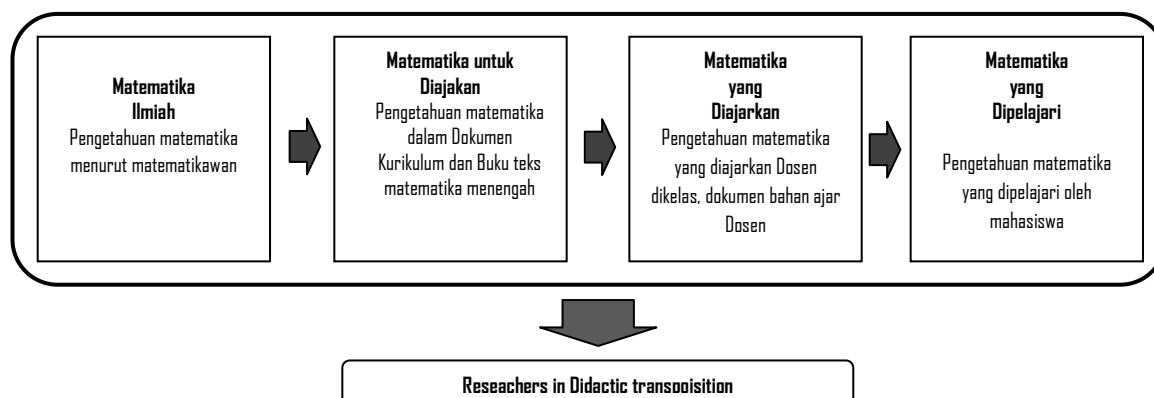 Matematika
Ilmiah
Pengetahuan matematika
menurut matematikawan
Matematika untuk
Diajakan
Pengetahuan matematika
dalam Dokumen
Kurikulum dan Buku teks
matematika menengah
Matematika
yang
Diajarkan
Pengetahuan matematika
yang diajarkan Dosen
dikelas, dokumen bahan ajar
Dosen
Matematika
yang
Dipelajari
Pengetahuan matematika
yang dipelajari oleh
mahasiswa
Reseachers in Didactic transpoisition